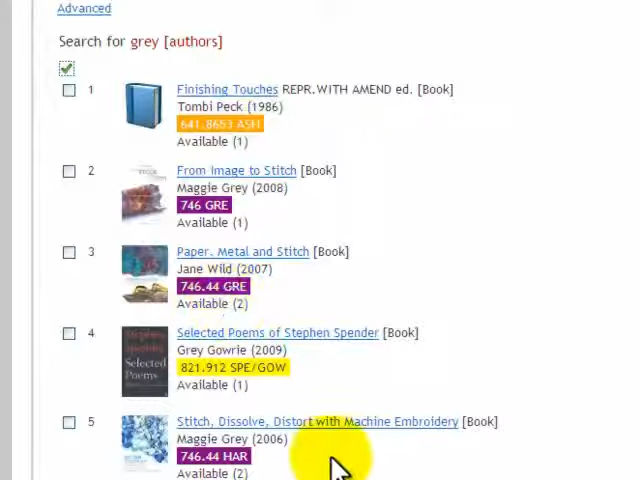 Advanced
Search for grey [authors]
1
Finishing Touches REPR.WITH AMEND ed. [Book]
Tombi Peck (1986)
641.8653 ASH
Available (1)
2
From Image to Stitch [Book]
Maggie Grey (2008)
746 GRE
Available (1)
3
Paper, Metal and Stitch [Book]
Jane Wild (2007)
746.44 GRE
Available (2)
4
Selected Poems of Stephen Spender [Book]
Grey Gowrie (2009)
821.912 SPE/GOW
Available (1)
Selected
Poems
5
Stitch, Dissolve, Distort with Machine Embroidery [Book]
Maggie Grey (2006)
746.44 HAR
Available (2)